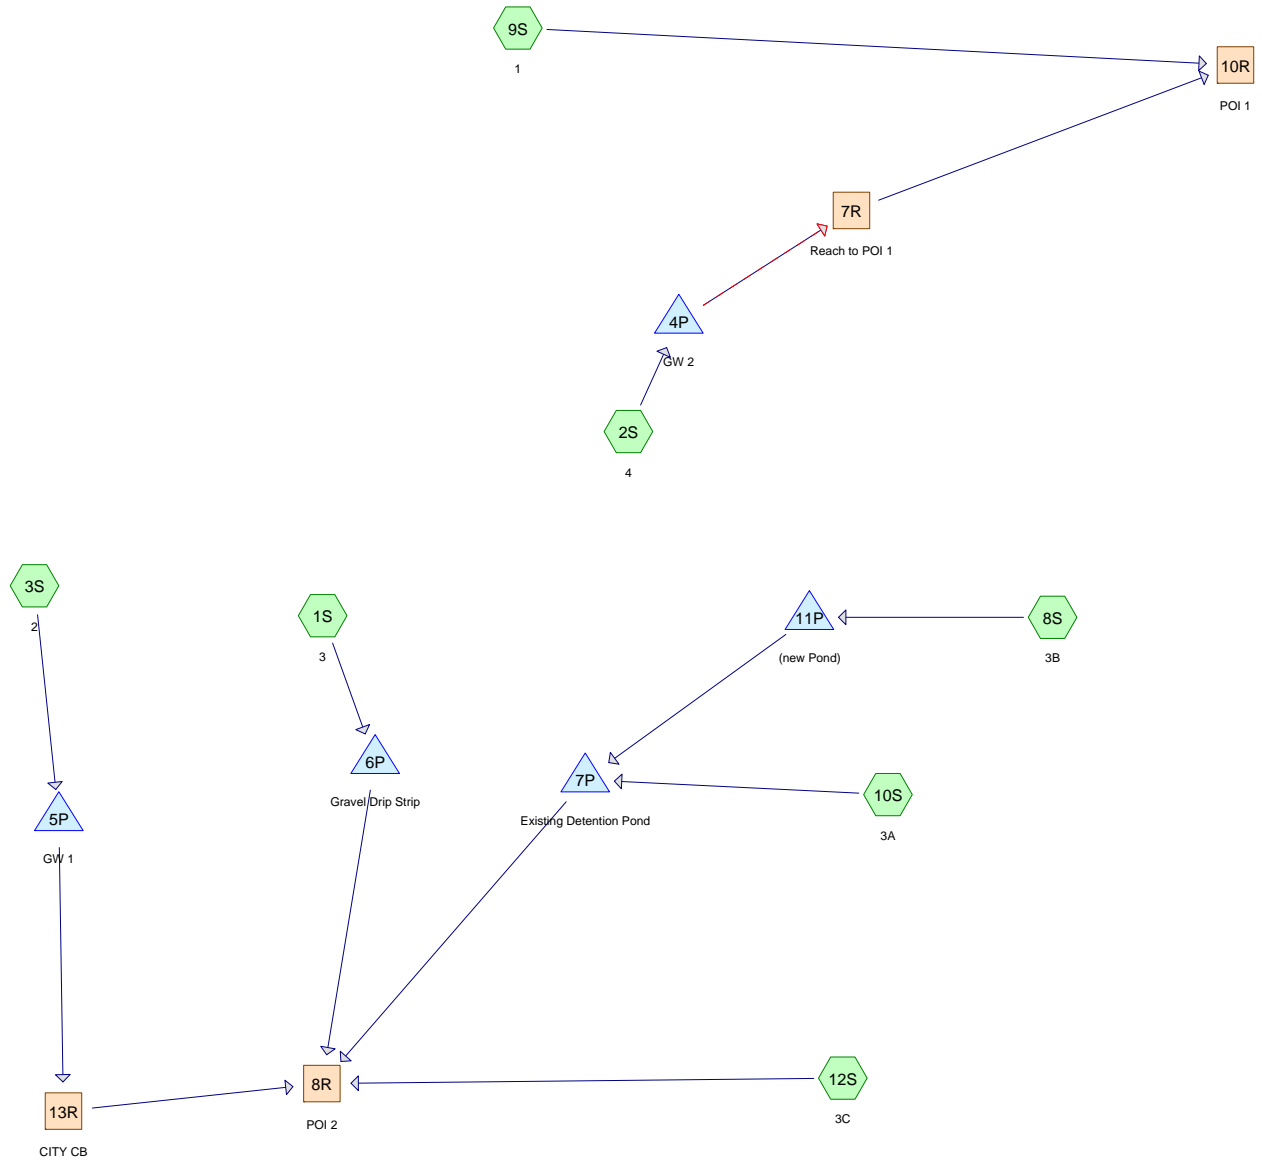 9S
1
10R
POI 1
7R
Reach to POI 1
4P
GW 2
2S
4
3S
2
1S
3
11P
(new Pond)
8S
3B
6P
Gravel Drip Strip
7P
Existing Detention Pond
10S
3A
5P
GW 1
8R
POI 2
12S
3C
13R
CITY CB